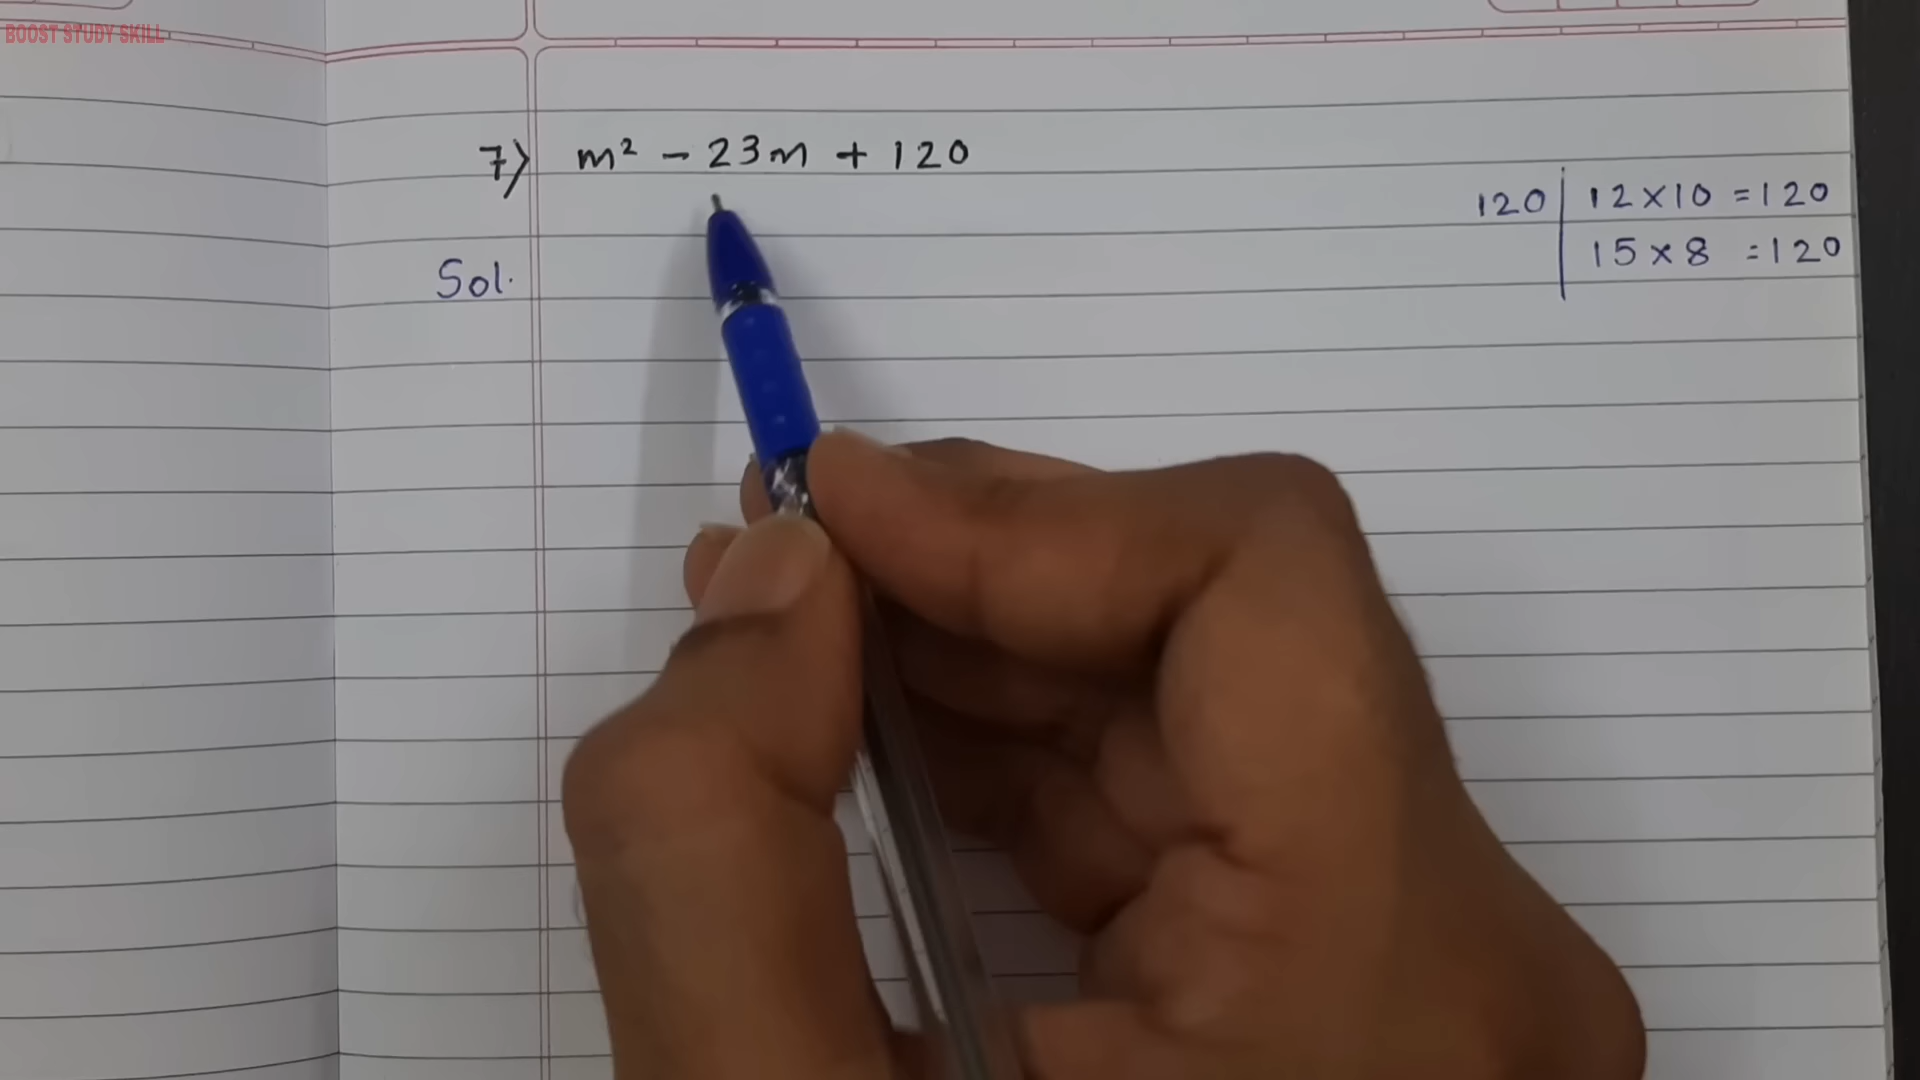 BOOST STUDY SKILL
7) m² - 23m + 120
120 | 12 × 10 = 120
15 × 8 = 120
Sol.